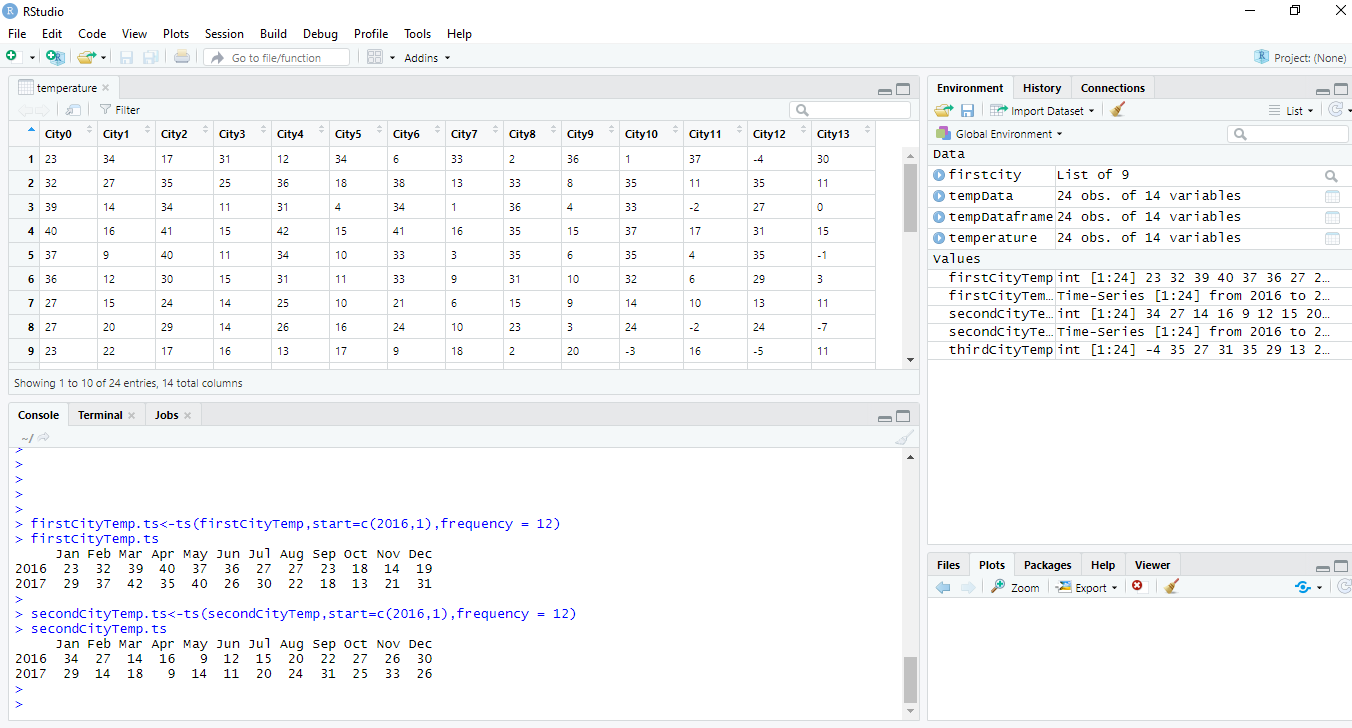 RStudio
File Edit Code View Plots Session Build Debug Profile Tools Help
Go to file/function Addins Project: (None)
temperature
Filter
City0 City1 City2 City3 City4 City5 City6 City7 City8 City9 City10 City11 City12 City13
1 23 34 17 31 12 34 6 33 2 36 1 37 -4 30
2 32 27 35 25 36 18 38 13 33 8 35 11 35 11
3 39 14 34 11 31 4 34 1 36 4 33 -2 27 0
4 40 16 41 15 42 15 41 16 35 15 37 17 31 15
5 37 9 40 11 34 10 33 3 35 6 35 4 35 -1
6 36 12 30 15 31 11 33 9 31 10 32 6 29 3
7 27 15 24 14 25 10 21 6 15 9 14 10 13 11
8 27 20 29 14 26 16 24 10 23 3 24 -2 24 -7
9 23 22 17 16 13 17 9 18 2 20 -3 16 -5 11
Showing 1 to 10 of 24 entries, 14 total columns
Console Terminal Jobs
~/
>
>
>
>
>
> firstCityTemp.ts<-ts(firstCityTemp,start=c(2016,1),frequency = 12)
> firstCityTemp.ts
Jan Feb Mar Apr May Jun Jul Aug Sep Oct Nov Dec
2016 23 32 39 40 37 36 27 27 23 18 14 19
2017 29 37 42 35 40 26 30 22 18 13 21 31
>
> secondCityTemp.ts<-ts(secondCityTemp,start=c(2016,1),frequency = 12)
> secondCityTemp.ts
Jan Feb Mar Apr May Jun Jul Aug Sep Oct Nov Dec
2016 34 27 14 16 9 12 15 20 22 27 26 30
2017 29 14 18 9 14 11 20 24 31 25 33 26
>
>
Environment History Connections
Import Dataset List
Global Environment
Data
firstcity List of 9
tempData 24 obs. of 14 variables
tempDataframe 24 obs. of 14 variables
temperature 24 obs. of 14 variables
Values
firstCityTemp int [1:24] 23 32 39 40 37 36 27 2…
firstCityTem… Time-Series [1:24] from 2016 to 2…
secondCityTe… int [1:24] 34 27 14 16 9 12 15 20…
secondCityTe… Time-Series [1:24] from 2016 to 2…
thirdCityTemp int [1:24] -4 35 27 31 35 29 13 2…
Files Plots Packages Help Viewer
Zoom Export